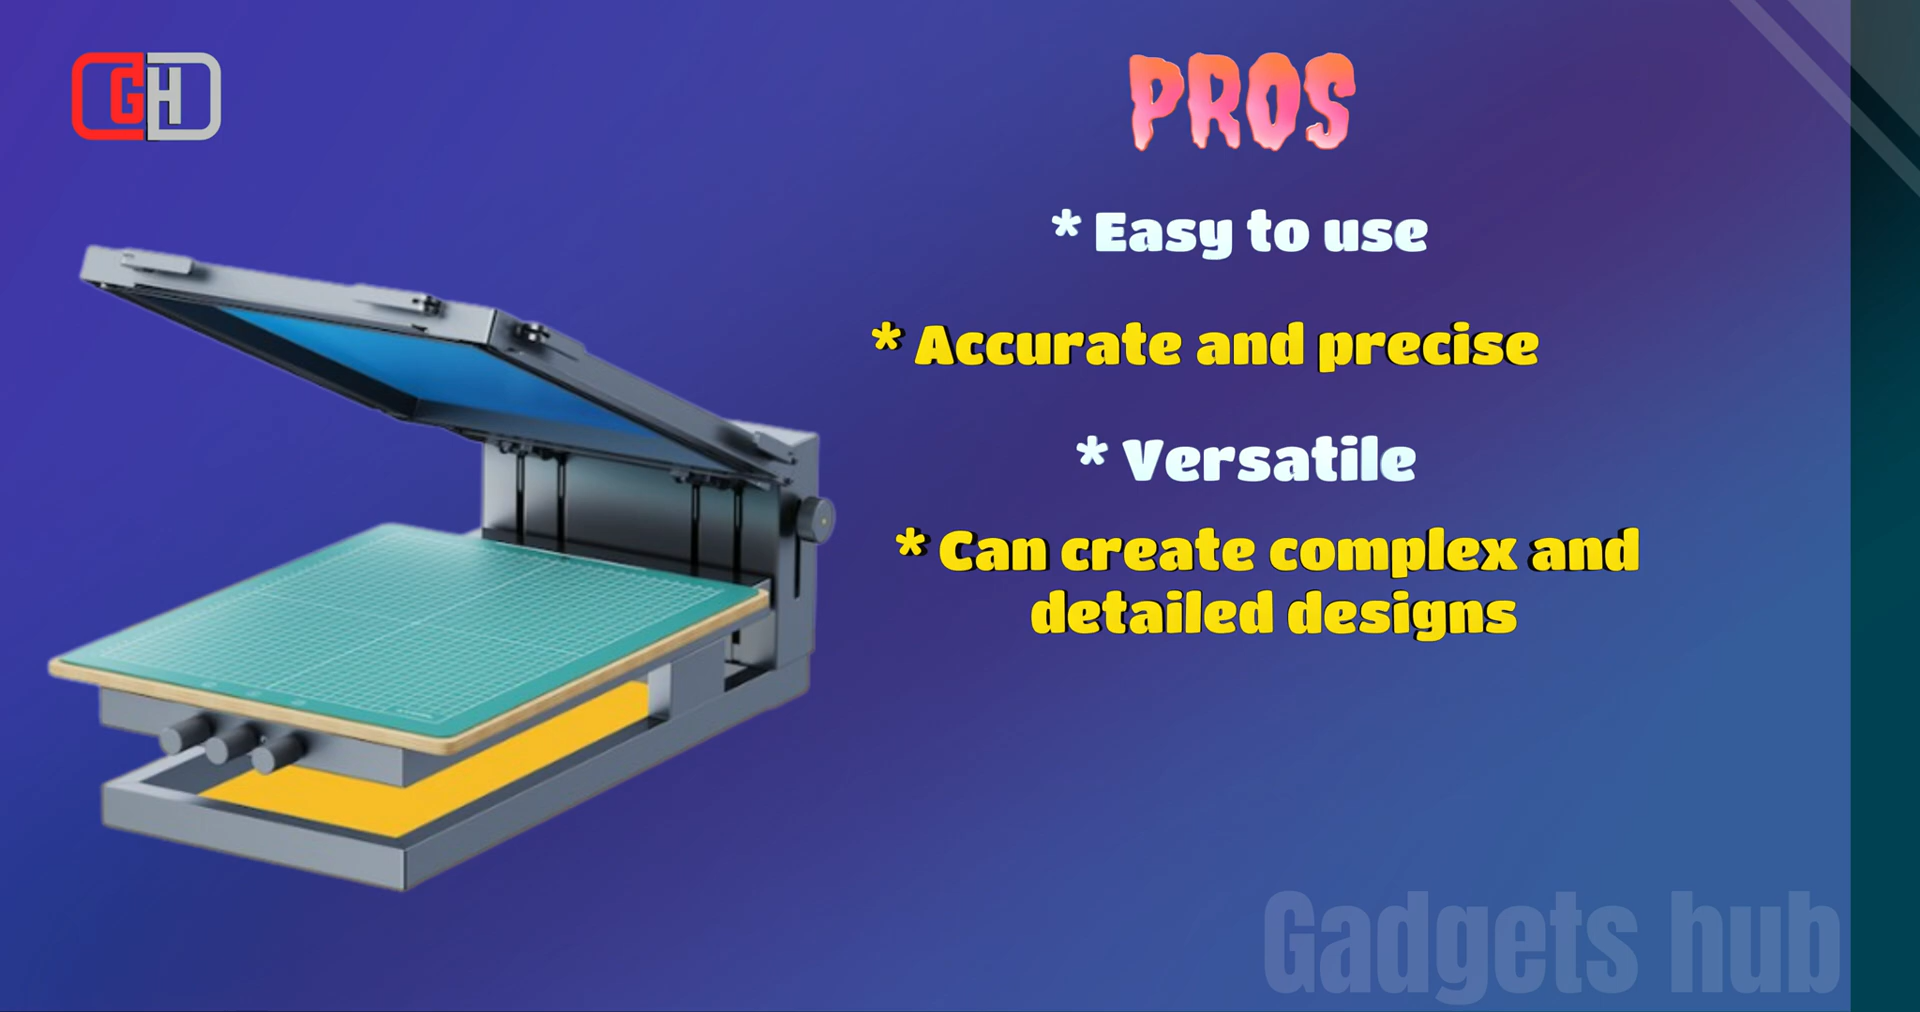 GH
PROS
* Easy to use
* Accurate and precise
* Versatile
* Can create complex and
detailed designs
Gadgets hub